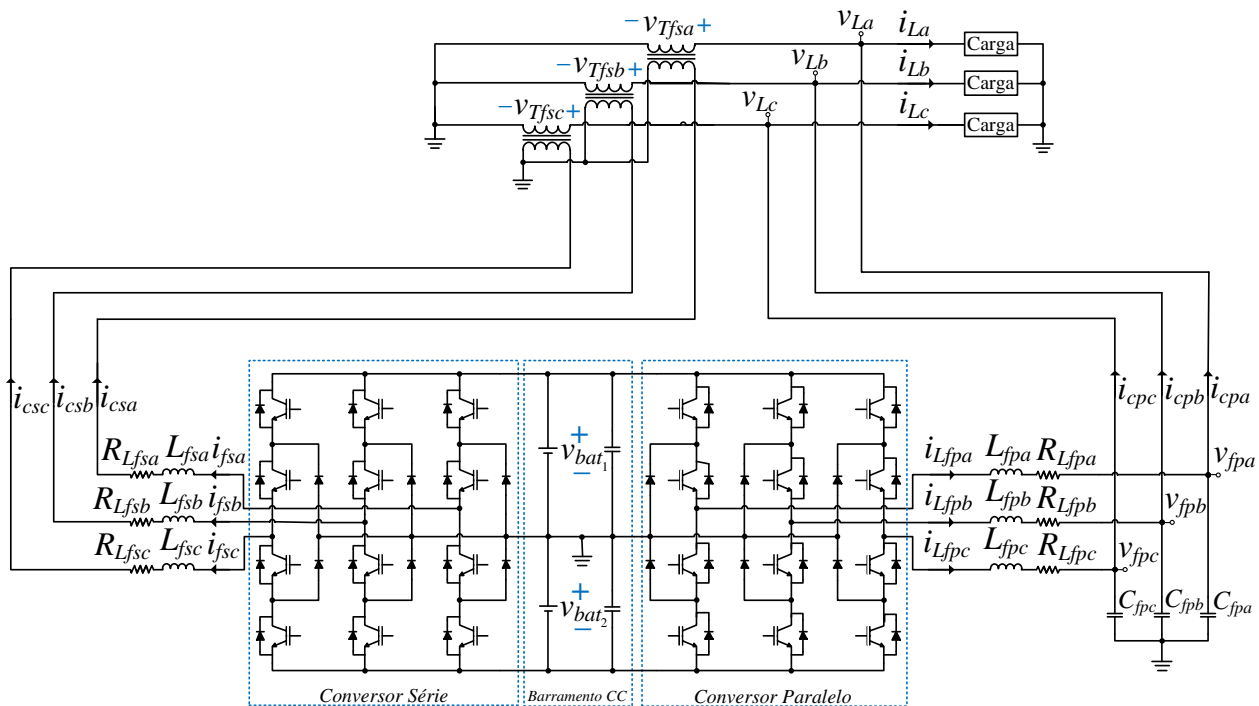 − v_Tfsa +
v_La
i_La
Carga
− v_Tfsb +
v_Lb
i_Lb
Carga
− v_Tfsc +
v_Lc
i_Lc
Carga
i_csc
i_csb
i_csa
i_cpc
i_cpb
i_cpa
R_Lfsa
L_fsa
i_fsa
R_Lfsb
L_fsb
i_fsb
R_Lfsc
L_fsc
i_fsc
+
v_bat_1
−
+
v_bat_2
−
i_Lfpa
L_fpa
R_Lfpa
v_fpa
i_Lfpb
L_fpb
R_Lfpb
v_fpb
i_Lfpc
L_fpc
R_Lfpc
v_fpc
C_fpc
C_fpb
C_fpa
Conversor Série
Barramento CC
Conversor Paralelo